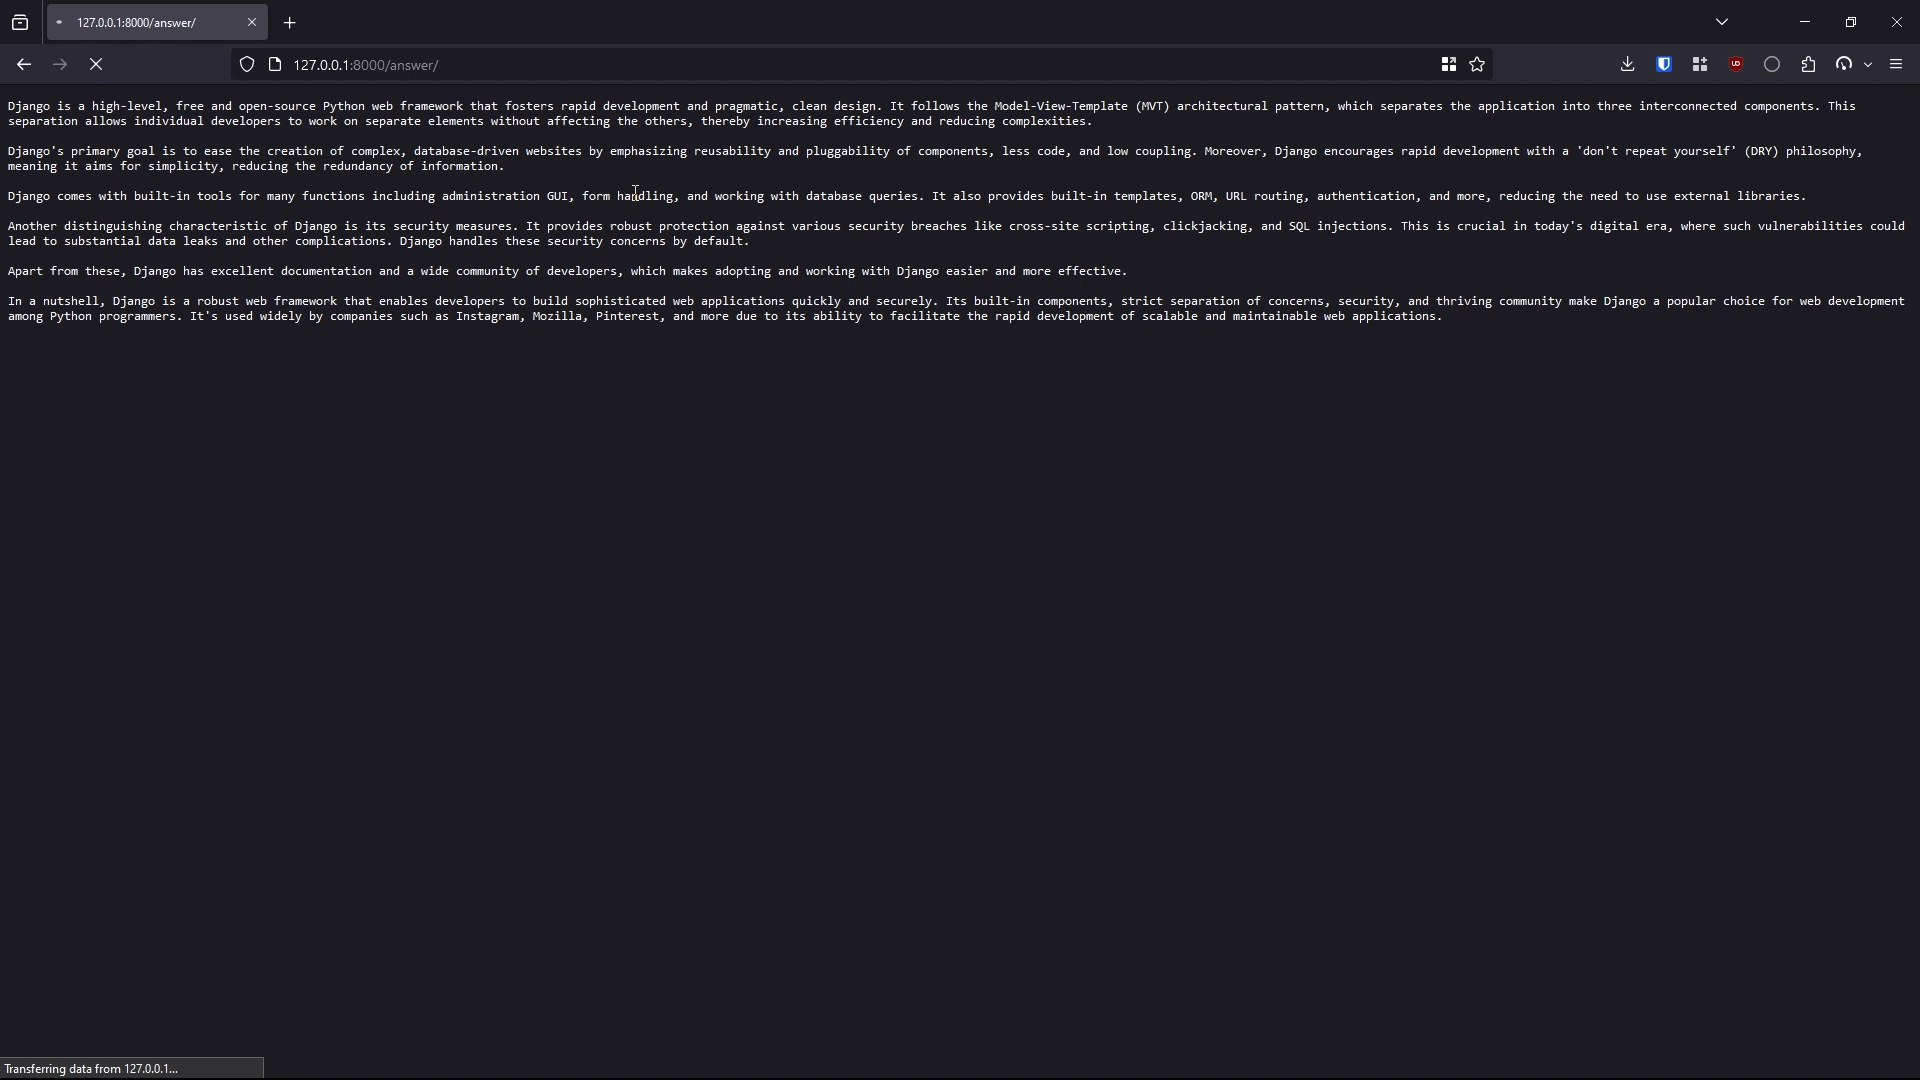 127.0.0.1:8000/answer/
127.0.0.1:8000/answer/
Django is a high-level, free and open-source Python web framework that fosters rapid development and pragmatic, clean design. It follows the Model-View-Template (MVT) architectural pattern, which separates the application into three interconnected components. This
separation allows individual developers to work on separate elements without affecting the others, thereby increasing efficiency and reducing complexities.
Django's primary goal is to ease the creation of complex, database-driven websites by emphasizing reusability and pluggability of components, less code, and low coupling. Moreover, Django encourages rapid development with a 'don't repeat yourself' (DRY) philosophy,
meaning it aims for simplicity, reducing the redundancy of information.
Django comes with built-in tools for many functions including administration GUI, form handling, and working with database queries. It also provides built-in templates, ORM, URL routing, authentication, and more, reducing the need to use external libraries.
Another distinguishing characteristic of Django is its security measures. It provides robust protection against various security breaches like cross-site scripting, clickjacking, and SQL injections. This is crucial in today's digital era, where such vulnerabilities could
lead to substantial data leaks and other complications. Django handles these security concerns by default.
Apart from these, Django has excellent documentation and a wide community of developers, which makes adopting and working with Django easier and more effective.
In a nutshell, Django is a robust web framework that enables developers to build sophisticated web applications quickly and securely. Its built-in components, strict separation of concerns, security, and thriving community make Django a popular choice for web development
among Python programmers. It's used widely by companies such as Instagram, Mozilla, Pinterest, and more due to its ability to facilitate the rapid development of scalable and maintainable web applications.
Transferring data from 127.0.0.1...